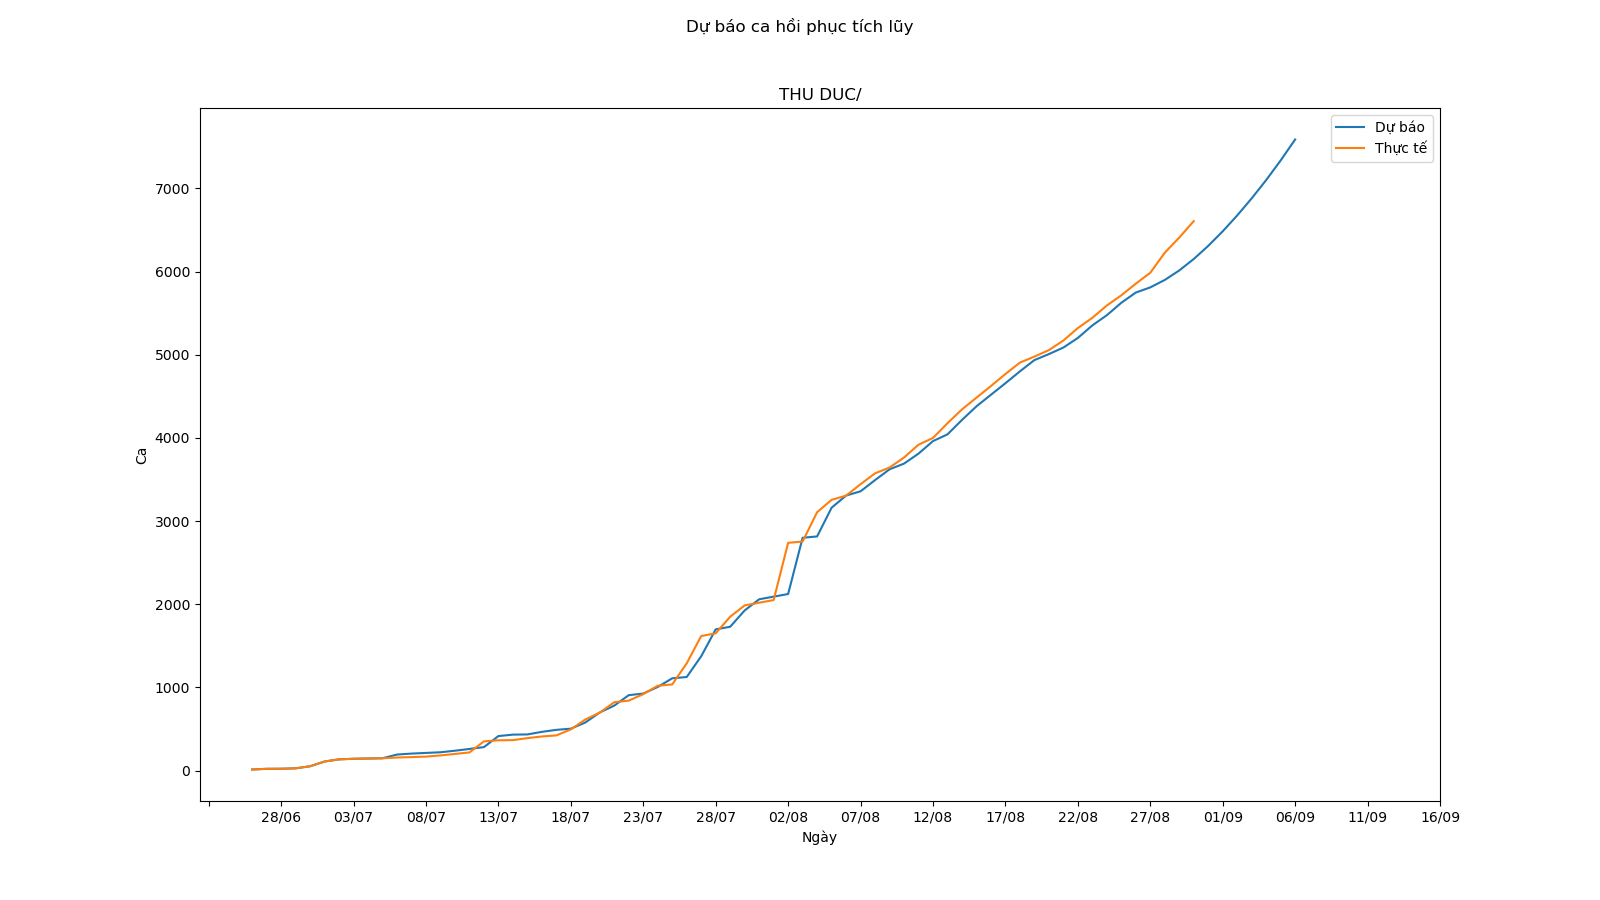 Dự báo ca hồi phục tích lũy
THU DUC/
Dự báo
Thực tế
7000
6000
5000
4000
3000
2000
1000
0
Ca
28/06 03/07 08/07 13/07 18/07 23/07 28/07 02/08 07/08 12/08 17/08 22/08 27/08 01/09 06/09 11/09 16/09
Ngày